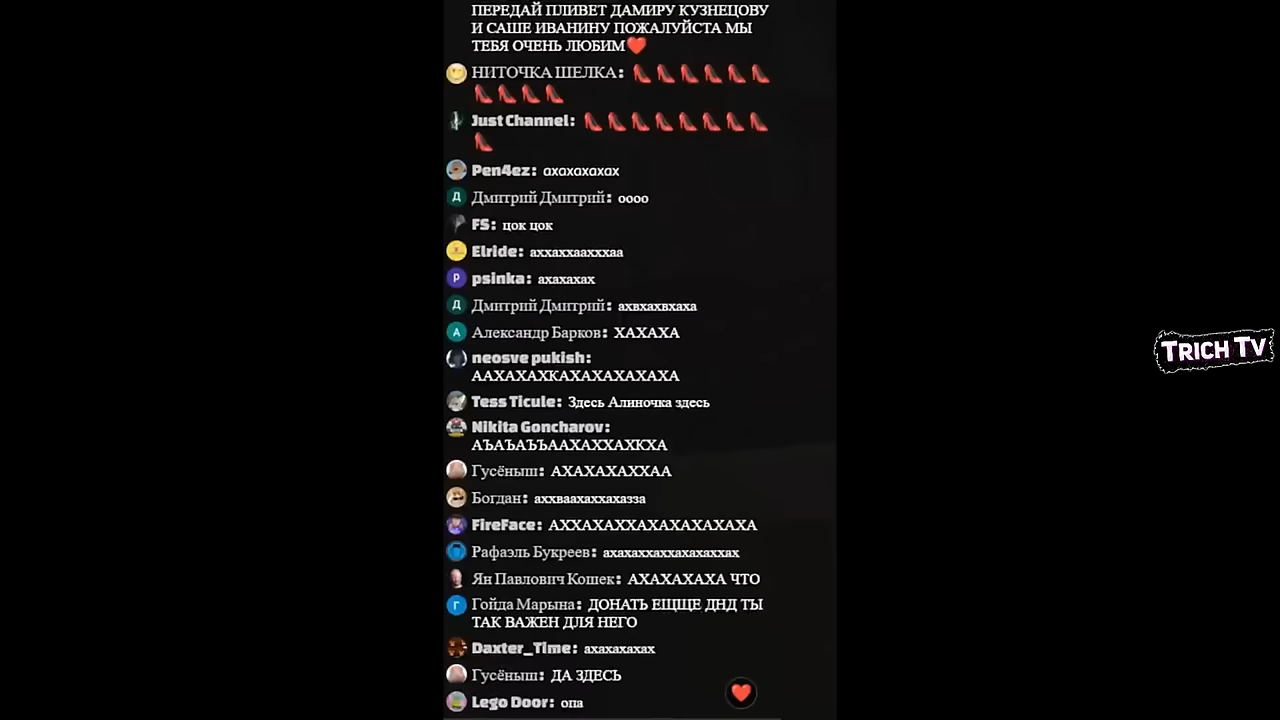 ПЕРЕДАЙ ПЛИВЕТ ДАМИРУ КУЗНЕЦОВУ
И САШЕ ИВАНИНУ ПОЖАЛУЙСТА МЫ
ТЕБЯ ОЧЕНЬ ЛЮБИМ❤️
НИТОЧКА ШЕЛКА: 👠👠👠👠👠👠
👠👠👠👠
Just Channel: 👠👠👠👠👠👠👠👠
👠
Pen4ez: ахахахахах
Дмитрий Дмитрий: оооо
FS: цок цок
Elride: аххаххааххxaa
psinka: ахахахах
Дмитрий Дмитрий: ахвхахвхаха
Александр Барков: ХАХАХА
neosve pukish:
ААХАХАХКАХАХАХАХАХА
Tess Ticule: Здесь Алиночка здесь
Nikita Goncharov:
АЪАЪАЪЪААХАХХАХКХА
Гусёныш: АХАХАХАХХАА
Богдан: аххваахаххахазза
FireFace: АХХАХАХХАХАХАХАХАХА
Рафаэль Букреев: ахахаххаххахахаххах
Ян Павлович Кошек: АХАХАХАХА ЧТО
Гойда Марына: ДОНАТЬ ЕЩЩЕ ДНД ТЫ
ТАК ВАЖЕН ДЛЯ НЕГО
Daxter_Time: ахахахахах
Гусёныш: ДА ЗДЕСЬ
Lego Door: опа
TRICH TV